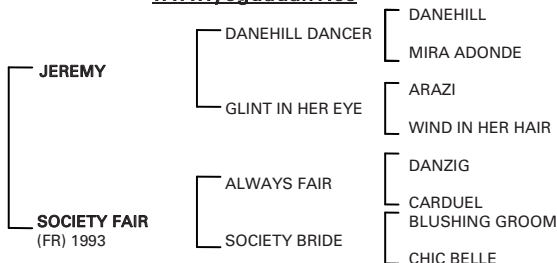 DANEHILL
DANEHILL DANCER
MIRA ADONDE
JEREMY
ARAZI
GLINT IN HER EYE
WIND IN HER HAIR
DANZIG
ALWAYS FAIR
CARDUEL
SOCIETY FAIR
(FR) 1993
BLUSHING GROOM
SOCIETY BRIDE
CHIC BELLE